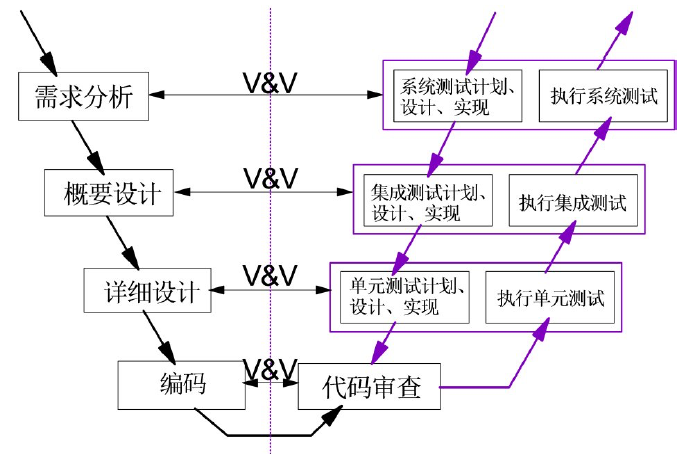 需求分析
V&V
系统测试计划、
设计、实现
执行系统测试
概要设计
V&V
集成测试计划、
设计、实现
执行集成测试
详细设计
V&V
单元测试计划、
设计、实现
执行单元测试
编码
V&V
代码审查